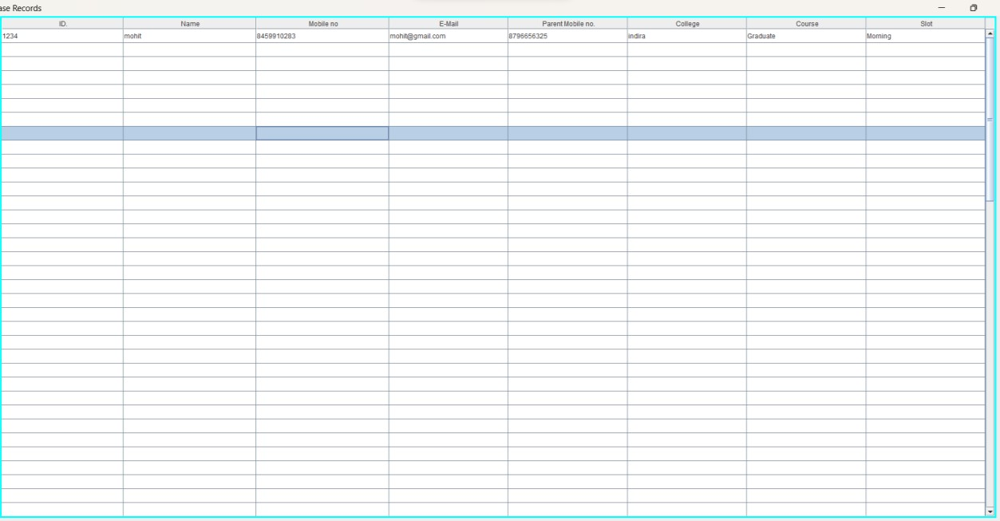 ase Records
ID. Name Mobile no E-Mail Parent Mobile no. College Course Slot
1234 mohit 8459910283 mohit@gmail.com 8796656325 indira Graduate Morning